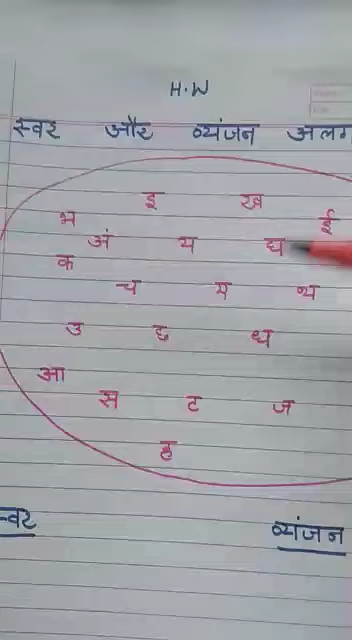 H.W
स्वर और व्यंजन अलग
इ ख
भ ई
अं य घ
क
च म थ
उ छ ध
आ
स ट ज
ह
स्वर व्यंजन